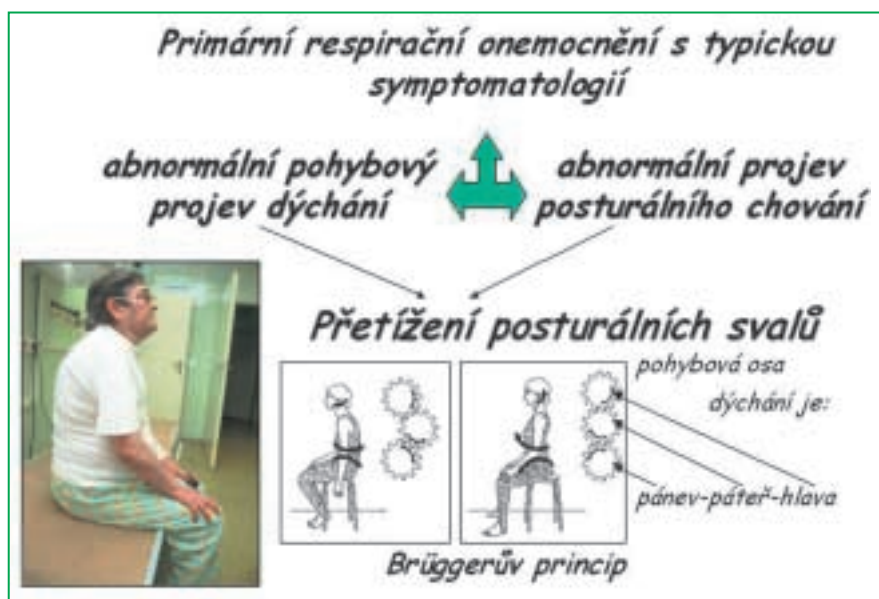 Primární respirační onemocnění s typickou
symptomatologií
abnormální pohybový
projev dýchání
abnormální projev
posturálního chování
Přetížení posturálních svalů
pohybová osa
dýchání je:
pánev-páteř-hlava
Brüggerův princip